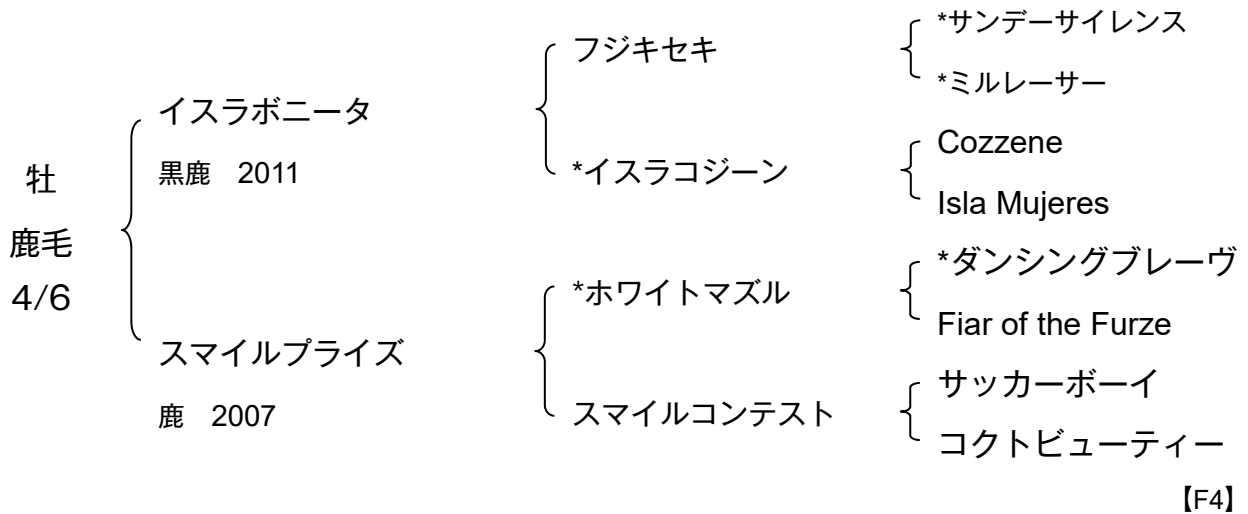 牡
鹿毛
4/6
イスラボニータ
黒鹿 2011
スマイルプライズ
鹿 2007
フジキセキ
*イスラコジーン
*ホワイトマズル
スマイルコンテスト
*サンデーサイレンス
*ミルレーサー
Cozzene
Isla Mujeres
*ダンシングブレーヴ
Fiar of the Furze
サッカーボーイ
コクトビューティー
【F4】